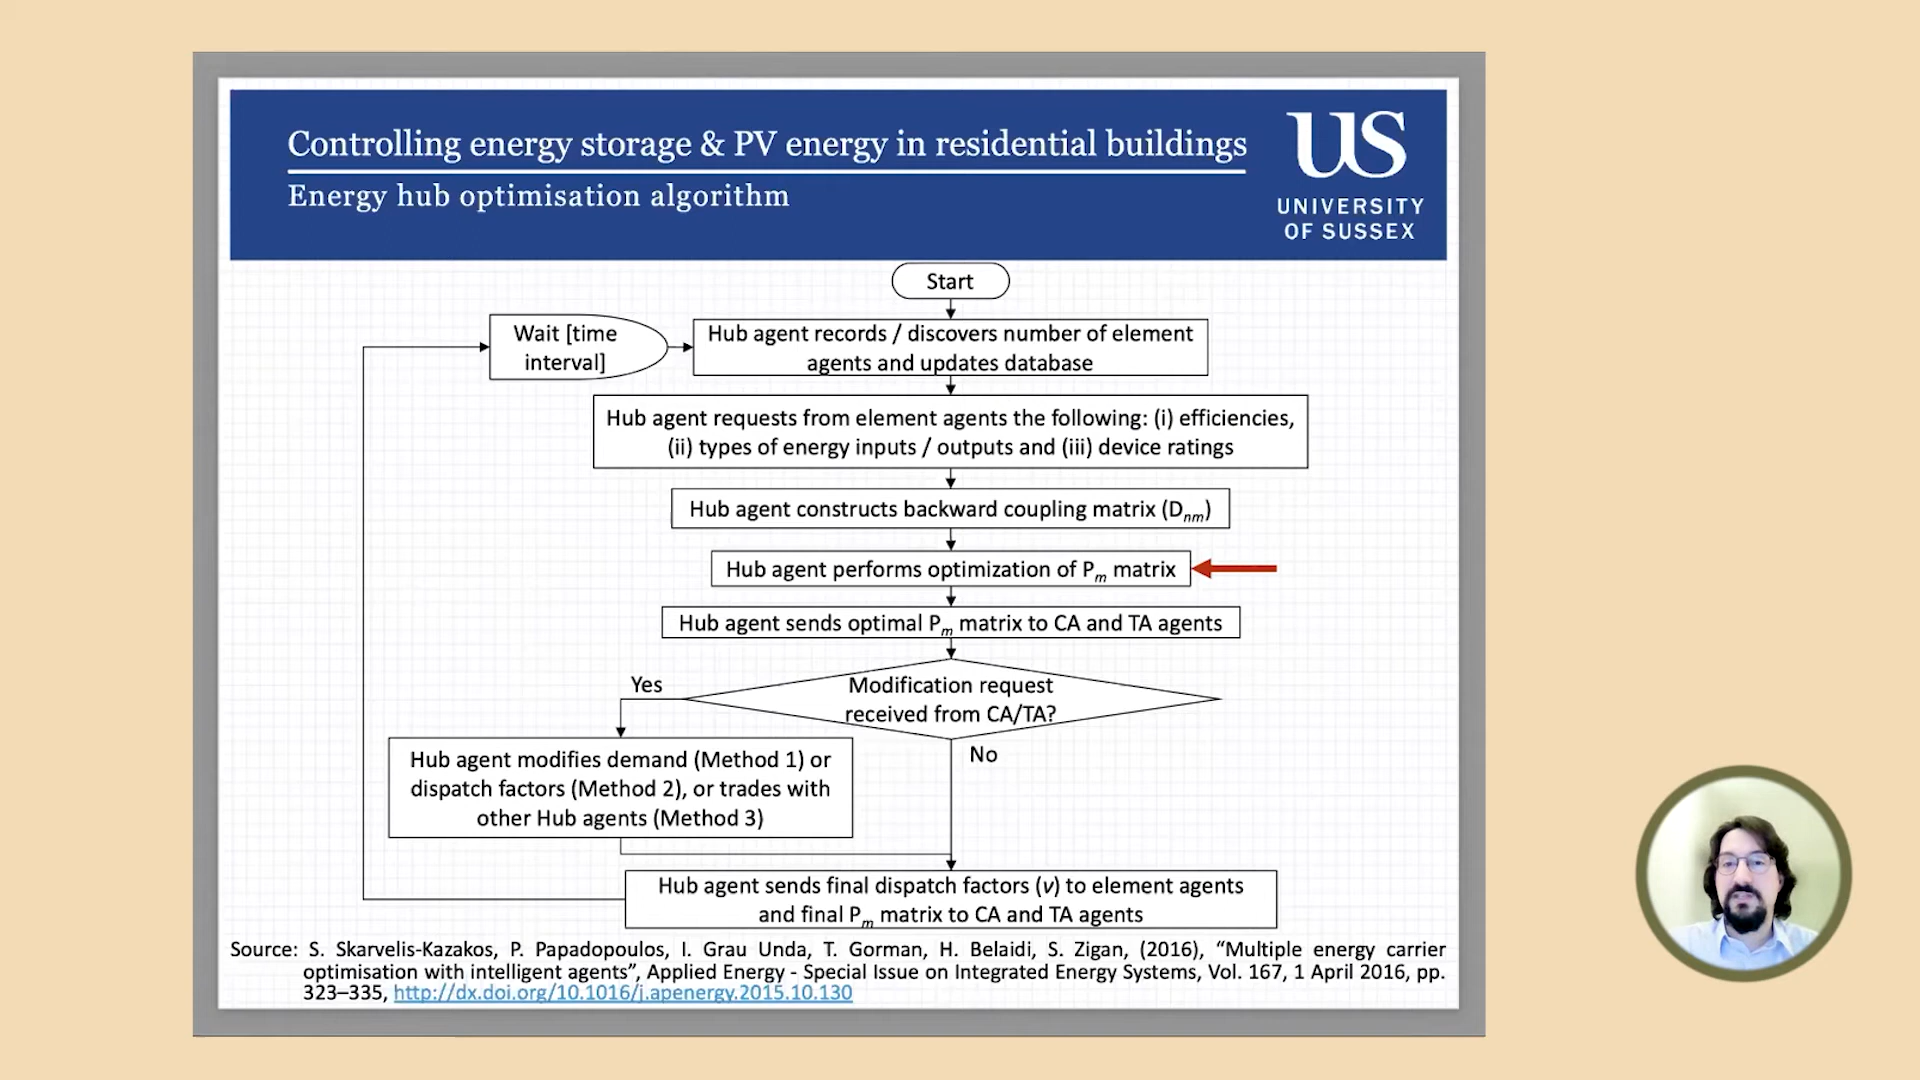 Controlling energy storage & PV energy in residential buildings
Energy hub optimisation algorithm
US
UNIVERSITY
OF SUSSEX
Start
Wait [time
interval]
Hub agent records / discovers number of element
agents and updates database
Hub agent requests from element agents the following: (i) efficiencies,
(ii) types of energy inputs / outputs and (iii) device ratings
Hub agent constructs backward coupling matrix (Dnm)
Hub agent performs optimization of Pm matrix
Hub agent sends optimal Pm matrix to CA and TA agents
Modification request
received from CA/TA?
Yes
No
Hub agent modifies demand (Method 1) or
dispatch factors (Method 2), or trades with
other Hub agents (Method 3)
Hub agent sends final dispatch factors (v) to element agents
and final Pm matrix to CA and TA agents
Source: S. Skarvelis-Kazakos, P. Papadopoulos, I. Grau Unda, T. Gorman, H. Belaidi, S. Zigan, (2016), “Multiple energy carrier
optimisation with intelligent agents”, Applied Energy - Special Issue on Integrated Energy Systems, Vol. 167, 1 April 2016, pp.
323–335, http://dx.doi.org/10.1016/j.apenergy.2015.10.130